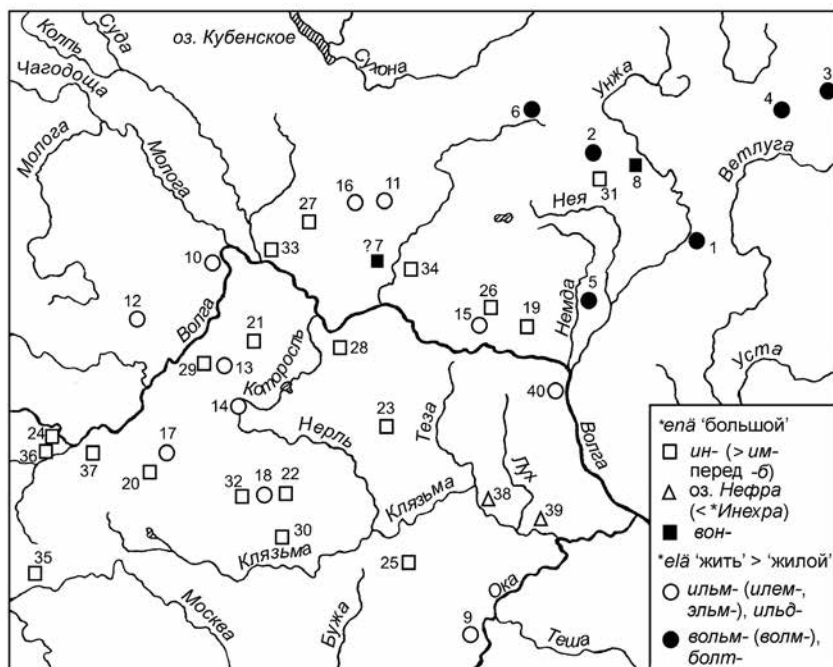 оз. Кубенское
Суда
Колпь
Чагодоща
Сухона
Молога
Молога
Унжа
3
4
6
2
8
31
Ветлуга
Нея
27
16
11
33
?7
34
1
10
12
Волга
21
29
13
Которосль
28
26
15
19
Немда
5
Уста
14
40
Волга
Нерль
23
Теза
Лух
24
36
37
17
20
32
18
22
Клязьма
38
39
30
Клязьма
35
Москва
25
Бужа
Ока
9
Теша
*enä ‘большой’
ин- (> им-
перед -б)
оз. Нефра
(< *Инехра)
вон-
*elä ‘жить’ > ‘жилой’
ильм- (илем-,
эльм-), ильд-
вольм- (волм-),
болт-